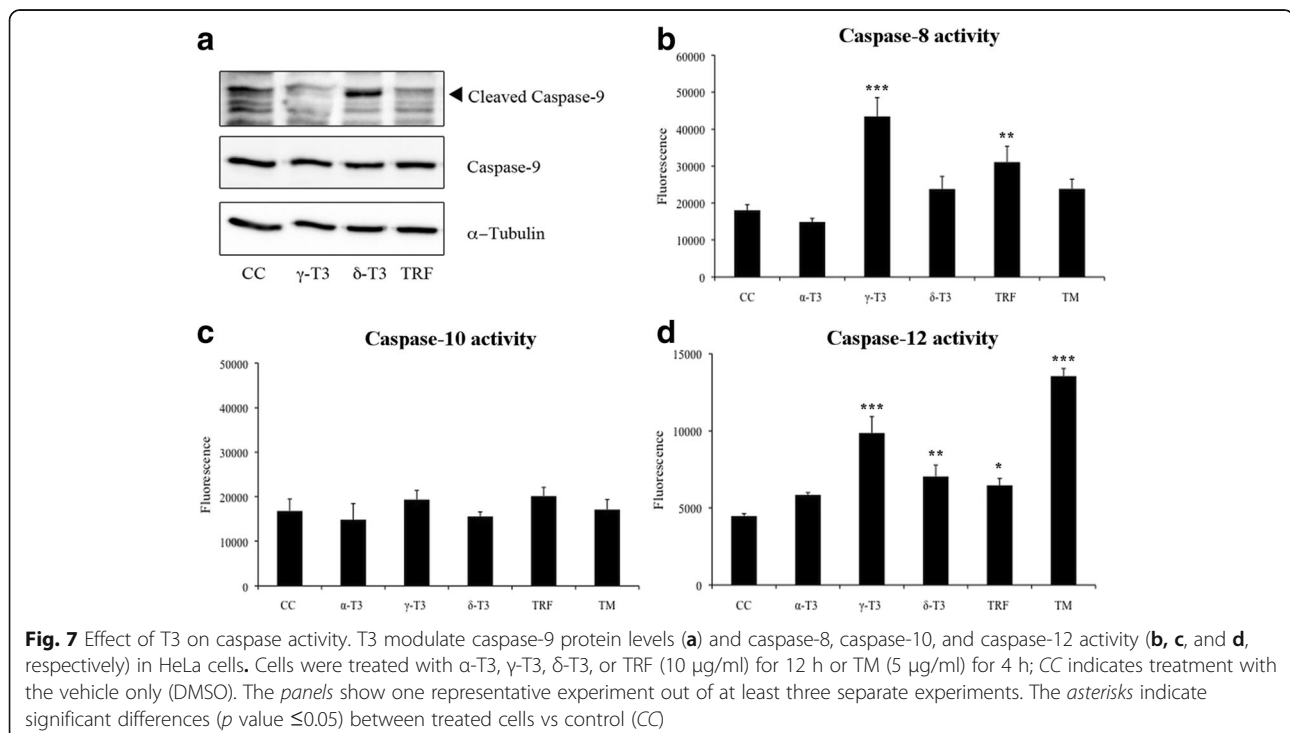 a
Cleaved Caspase-9
Caspase-9
α–Tubulin
CC γ-T3 δ-T3 TRF
b
Caspase-8 activity
60000
50000
40000
30000
20000
10000
0
Fluorescence
***
**
CC α-T3 γ-T3 δ-T3 TRF TM
c
Caspase-10 activity
50000
40000
30000
20000
10000
0
Fluorescence
CC α-T3 γ-T3 δ-T3 TRF TM
d
Caspase-12 activity
15000
10000
5000
0
Fluorescence
***
**
*
***
CC α-T3 γ-T3 δ-T3 TRF TM
Fig. 7 Effect of T3 on caspase activity. T3 modulate caspase-9 protein levels (a) and caspase-8, caspase-10, and caspase-12 activity (b, c, and d,
respectively) in HeLa cells. Cells were treated with α-T3, γ-T3, δ-T3, or TRF (10 μg/ml) for 12 h or TM (5 μg/ml) for 4 h; CC indicates treatment with
the vehicle only (DMSO). The panels show one representative experiment out of at least three separate experiments. The asterisks indicate
significant differences (p value ≤0.05) between treated cells vs control (CC)